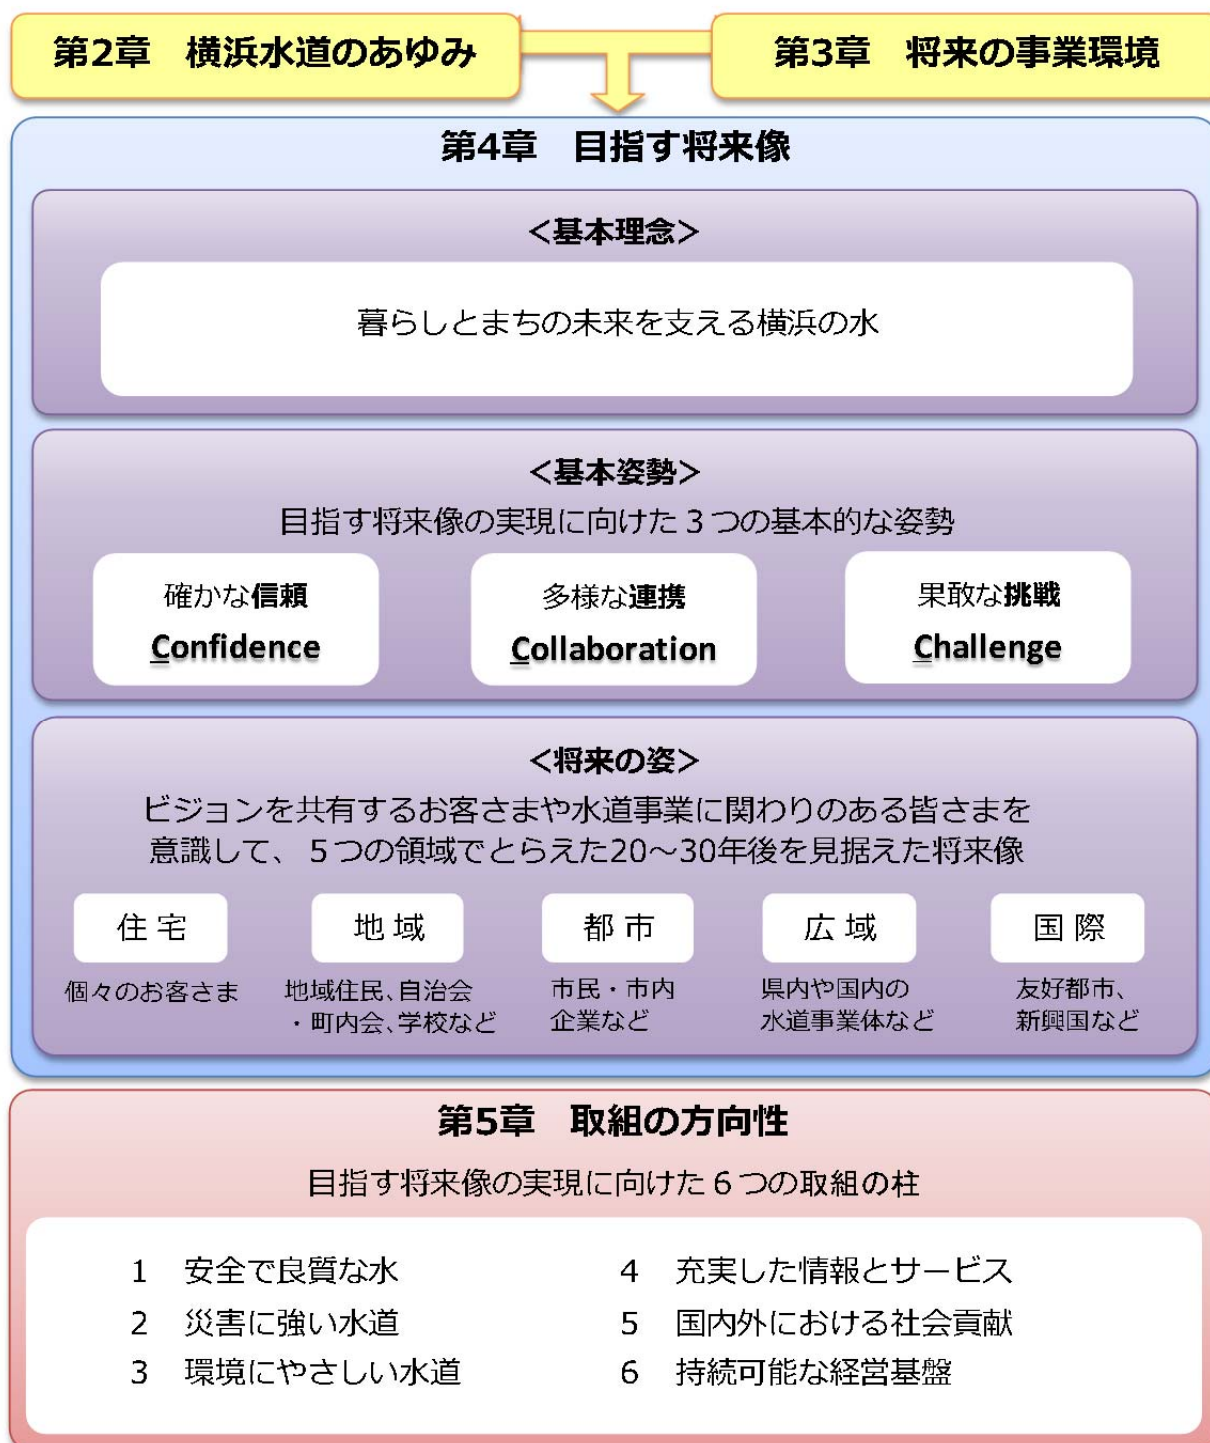 第2章　横浜水道のあゆみ
第3章　将来の事業環境
第4章　目指す将来像
＜基本理念＞
暮らしとまちの未来を支える横浜の水
＜基本姿勢＞
目指す将来像の実現に向けた３つの基本的な姿勢
確かな信頼
Confidence
多様な連携
Collaboration
果敢な挑戦
Challenge
＜将来の姿＞
ビジョンを共有するお客さまや水道事業に関わりのある皆さまを
意識して、５つの領域でとらえた20～30年後を見据えた将来像
住 宅
個々のお客さま
地 域
地域住民、自治会
・町内会、学校など
都 市
市民・市内
企業など
広 域
県内や国内の
水道事業体など
国 際
友好都市、
新興国など
第5章　取組の方向性
目指す将来像の実現に向けた６つの取組の柱
1　安全で良質な水
2　災害に強い水道
3　環境にやさしい水道
4　充実した情報とサービス
5　国内外における社会貢献
6　持続可能な経営基盤